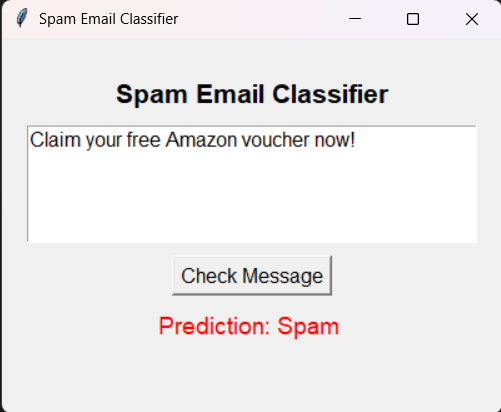 Spam Email Classifier
Spam Email Classifier
Claim your free Amazon voucher now!
Check Message
Prediction: Spam